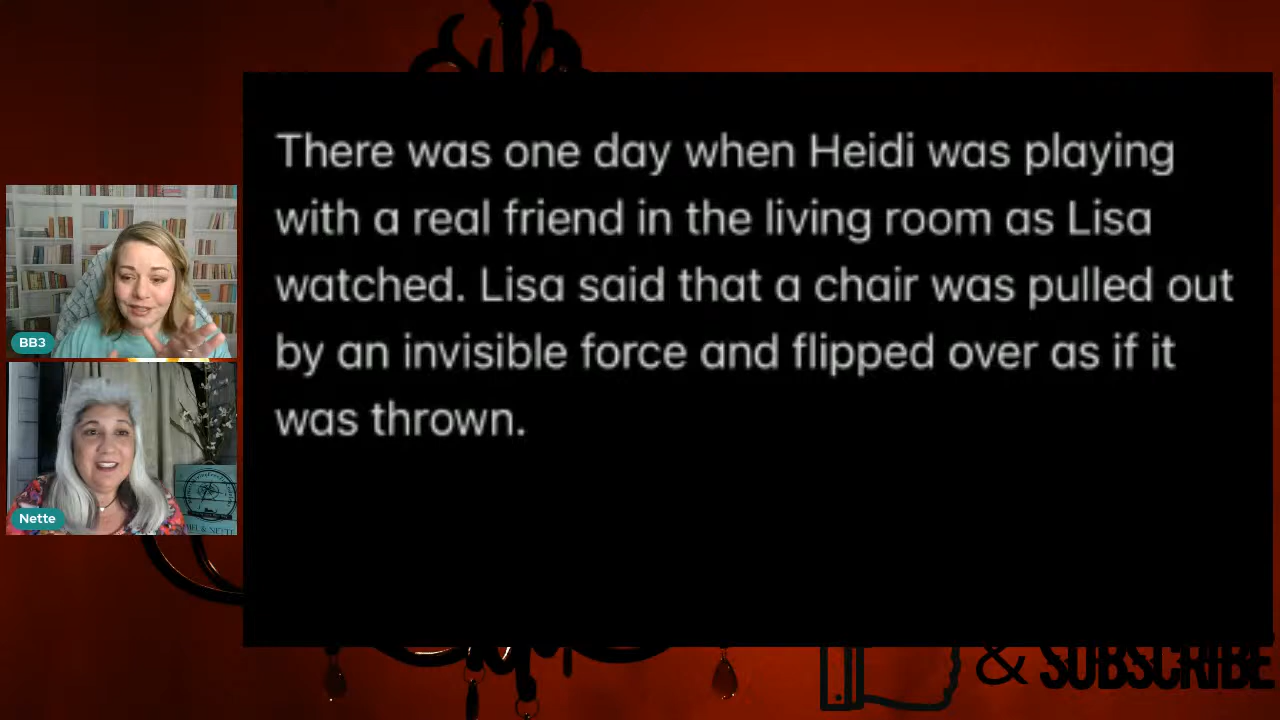 There was one day when Heidi was playing
with a real friend in the living room as Lisa
watched. Lisa said that a chair was pulled out
by an invisible force and flipped over as if it
was thrown.
BB3
Nette
& SUBSCRIBE